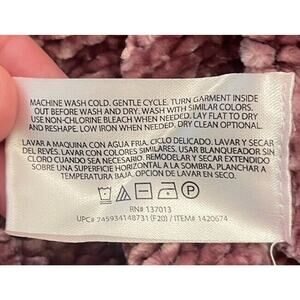 MACHINE WASH COLD. GENTLE CYCLE. TURN GARMENT INSIDE
OUT BEFORE WASH AND DRY. WASH WITH SIMILAR COLORS.
USE NON-CHLORINE BLEACH WHEN NEEDED. LAY FLAT TO DRY
AND RESHAPE. LOW IRON WHEN NEEDED. DRY CLEAN OPTIONAL.
LAVAR A MAQUINA CON AGUA FRIA, CICLO DELICADO. LAVAR Y SECAR
DEL REVÉS. LAVAR CON COLORES SIMILARES. USAR BLANQUEADOR SIN
CLORO CUANDO SEA NECESARIO. REMODELAR Y SECAR EXTENDIDO
SOBRE UNA SUPERFICIE HORIZONTAL A LA SOMBRA. PLANCHAR A
TEMPERATURA BAJA. OPCION DE LAVAR EN SECO.
RN# 137013
UPC# 745934148731 (F20) / ITEM# 1420674